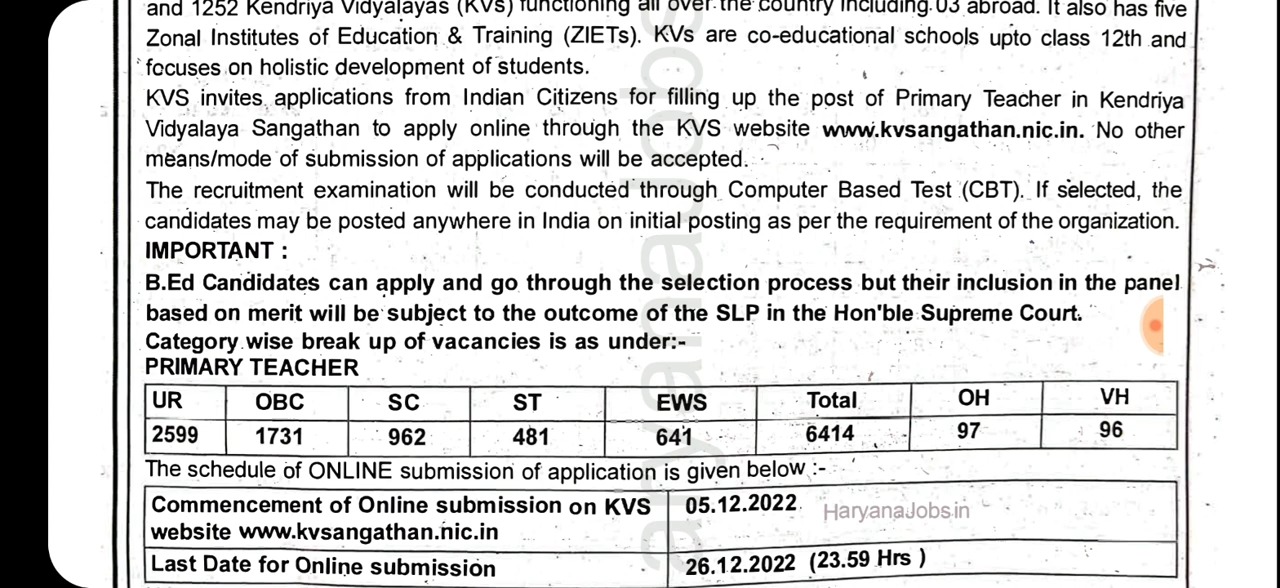 and 1252 Kendriya Vidyalayas (KVs) functioning all over the country including 03 abroad. It also has five
Zonal Institutes of Education & Training (ZIETs). KVs are co-educational schools upto class 12th and
focuses on holistic development of students.
KVS invites applications from Indian Citizens for filling up the post of Primary Teacher in Kendriya
Vidyalaya Sangathan to apply online through the KVS website www.kvsangathan.nic.in. No other
means/mode of submission of applications will be accepted.
The recruitment examination will be conducted through Computer Based Test (CBT). If selected, the
candidates may be posted anywhere in India on initial posting as per the requirement of the organization.
IMPORTANT :
B.Ed Candidates can apply and go through the selection process but their inclusion in the panel
based on merit will be subject to the outcome of the SLP in the Hon'ble Supreme Court.
Category wise break up of vacancies is as under:-
PRIMARY TEACHER
UR OBC SC ST EWS Total OH VH
2599 1731 962 481 641 6414 97 96
The schedule of ONLINE submission of application is given below :-
Commencement of Online submission on KVS 05.12.2022 HaryanaJobs.in
website www.kvsangathan.nic.in
Last Date for Online submission 26.12.2022 (23.59 Hrs )